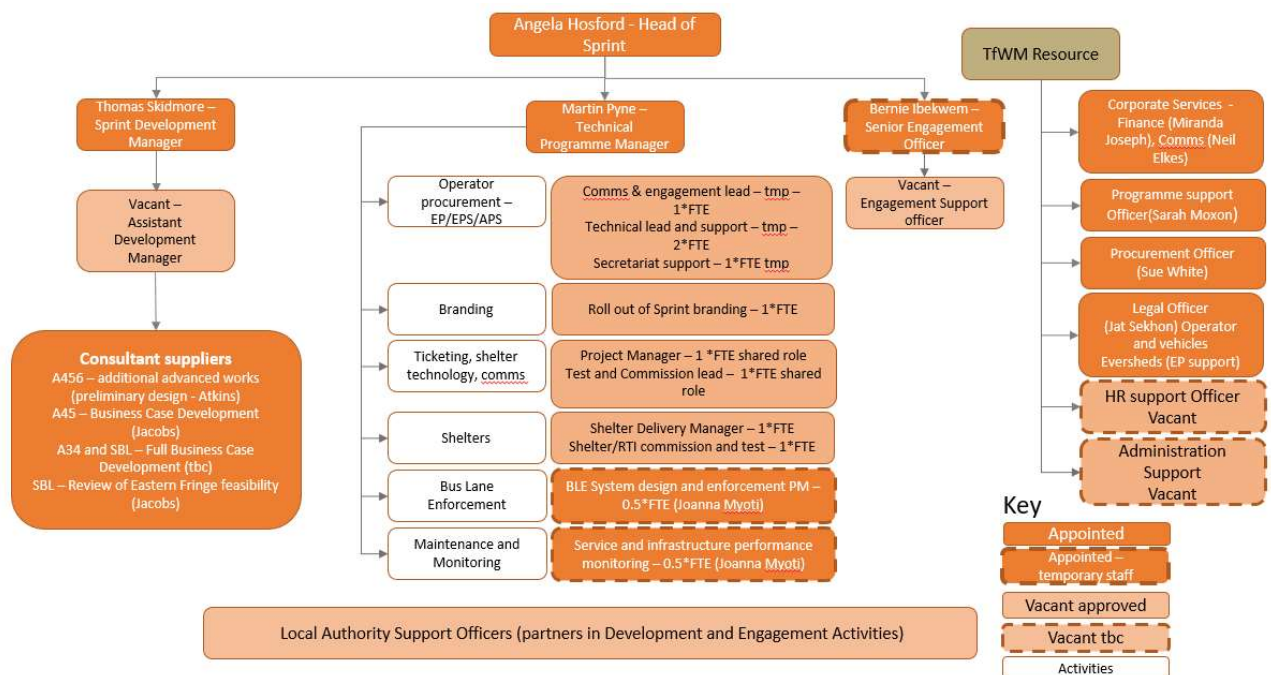 Angela Hosford - Head of
Sprint
TfWM Resource
Thomas Skidmore –
Sprint Development
Manager
Martin Pyne –
Technical
Programme Manager
Bernie Ibekwem –
Senior Engagement
Officer
Corporate Services -
Finance (Miranda
Joseph), Comms (Neil
Elkes)
Vacant –
Assistant
Development
Manager
Operator
procurement –
EP/EPS/APS
Comms & engagement lead – tmp –
1*FTE
Technical lead and support – tmp –
2*FTE
Secretariat support – 1*FTE tmp
Vacant –
Engagement Support
officer
Programme support
Officer(Sarah Moxon)
Procurement Officer
(Sue White)
Branding
Roll out of Sprint branding – 1*FTE
Legal Officer
(Jat Sekhon) Operator
and vehicles
Eversheds (EP support)
Consultant suppliers
A456 – additional advanced works
(preliminary design - Atkins)
A45 – Business Case Development
(Jacobs)
A34 and SBL – Full Business Case
Development (tbc)
SBL – Review of Eastern Fringe feasibility
(Jacobs)
Ticketing, shelter
technology, comms
Project Manager – 1 *FTE shared role
Test and Commission lead – 1*FTE shared
role
HR support Officer
Vacant
Shelters
Shelter Delivery Manager – 1*FTE
Shelter/RTI commission and test – 1*FTE
Administration
Support
Vacant
Bus Lane
Enforcement
BLE System design and enforcement PM –
0.5*FTE (Joanna Myoti)
Maintenance and
Monitoring
Service and infrastructure performance
monitoring – 0.5*FTE (Joanna Myoti)
Key
Appointed
Appointed –
temporary staff
Vacant approved
Vacant tbc
Activities
Local Authority Support Officers (partners in Development and Engagement Activities)